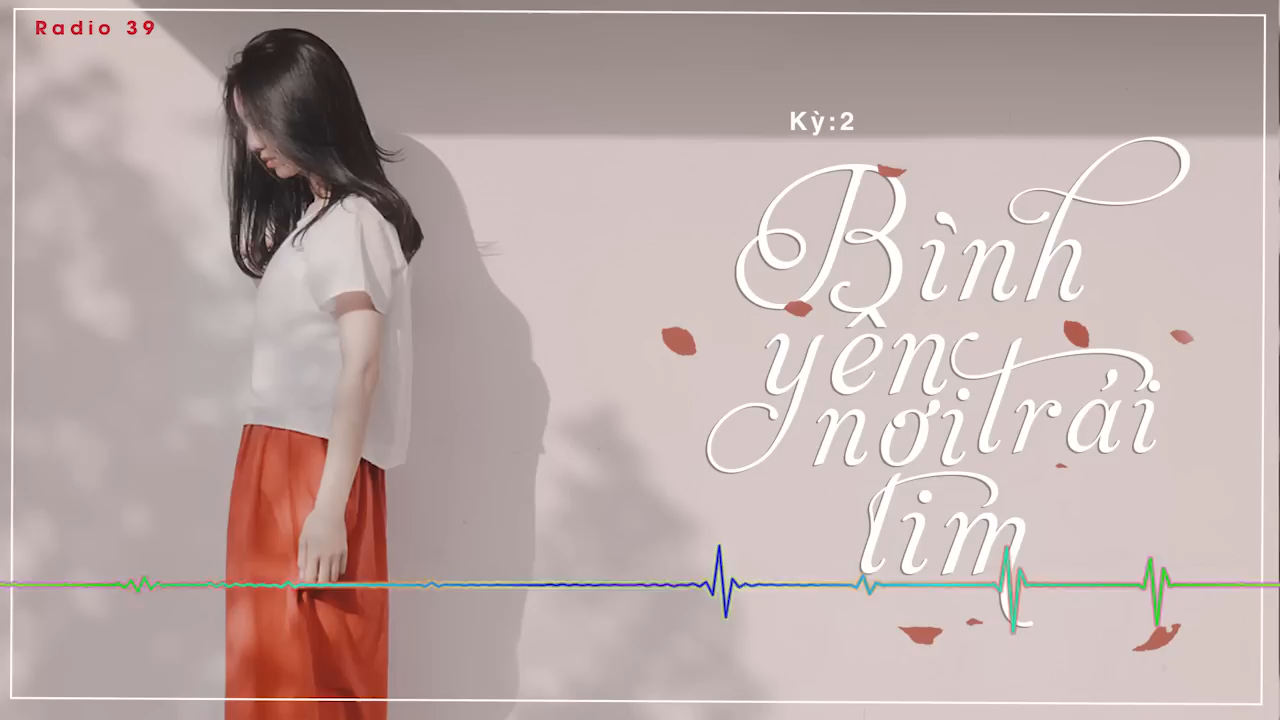 Radio 39
Kỳ:2
Bình
yên
nơi trái
tim